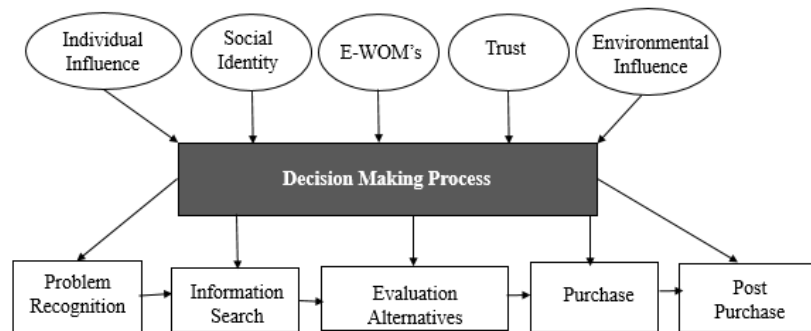 Individual
Influence
Social
Identity
E-WOM's
Trust
Environmental
Influence
Decision Making Process
Problem
Recognition
Information
Search
Evaluation
Alternatives
Purchase
Post
Purchase